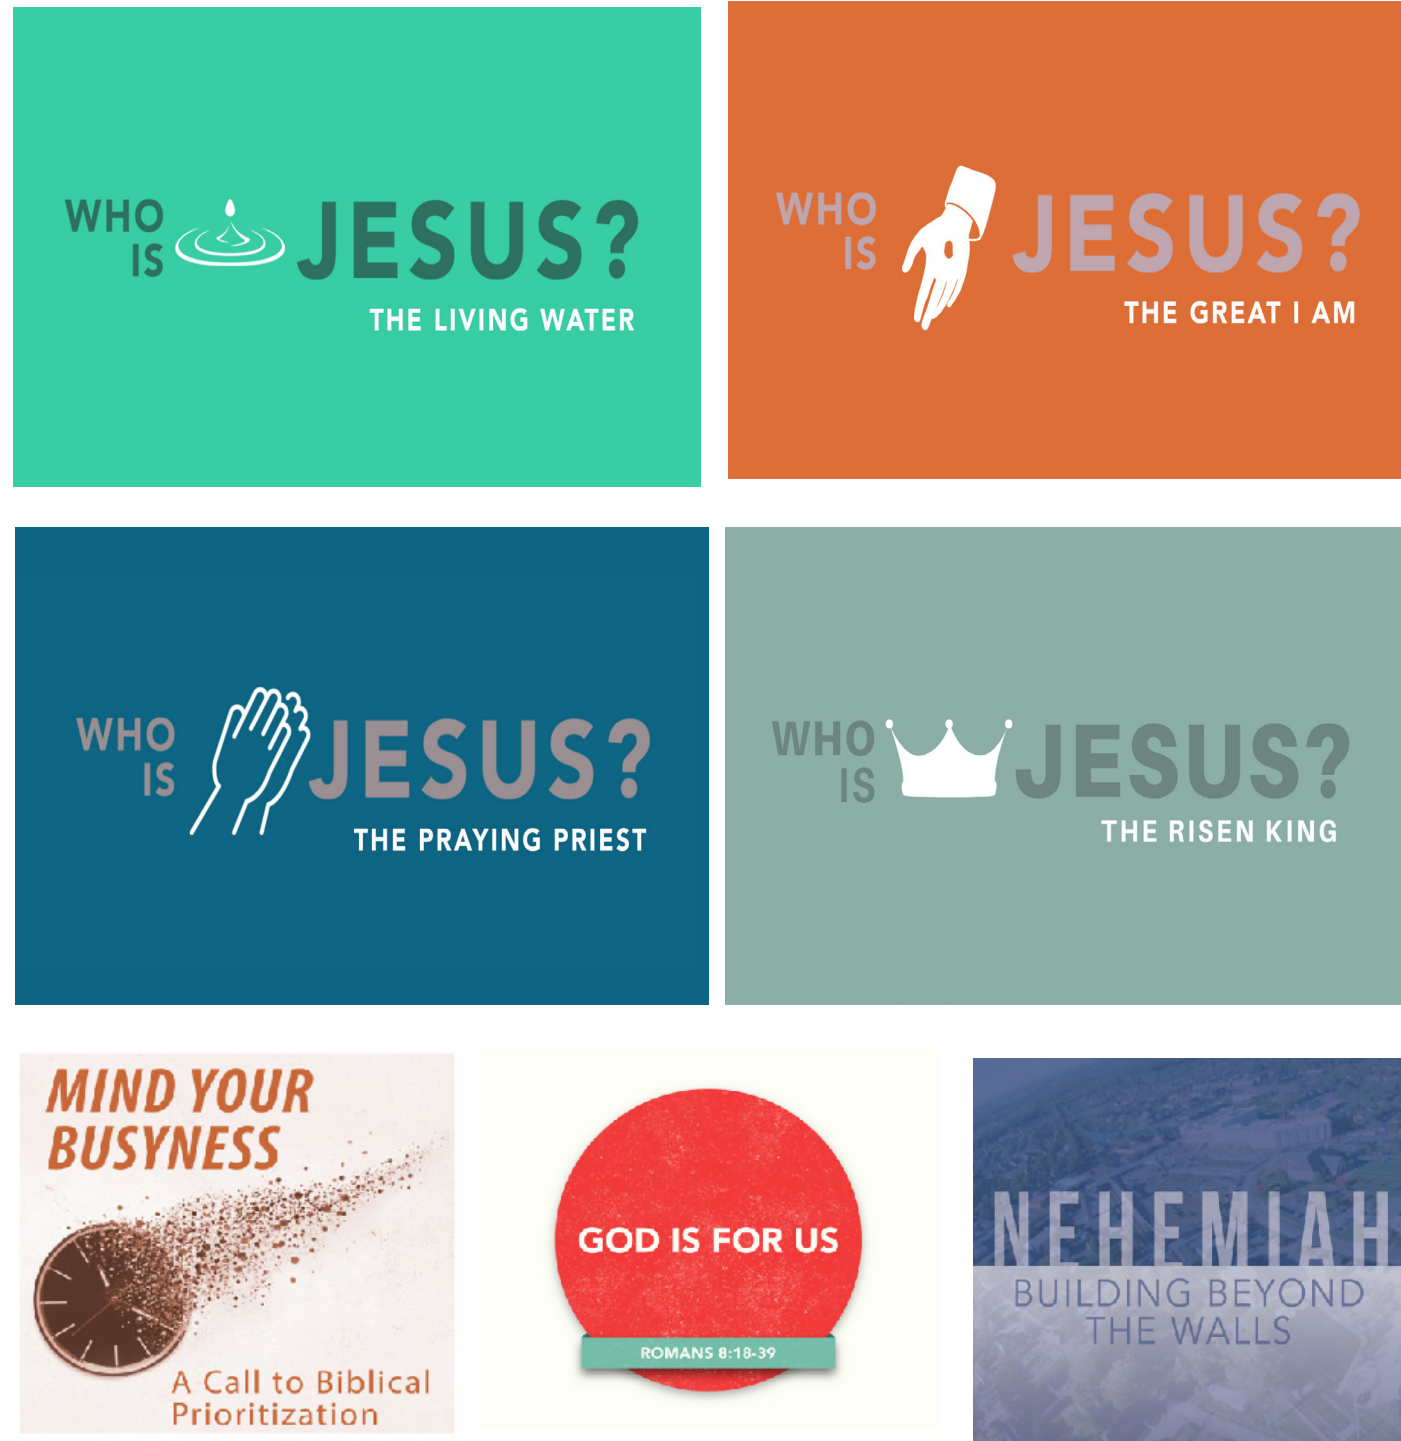 WHO
IS
JESUS?
THE LIVING WATER
WHO
IS
JESUS?
THE GREAT I AM
WHO
IS
JESUS?
THE PRAYING PRIEST
WHO
IS
JESUS?
THE RISEN KING
MIND YOUR
BUSYNESS
A Call to Biblical
Prioritization
GOD IS FOR US
ROMANS 8:18-39
NEHEMIAH
BUILDING BEYOND
THE WALLS